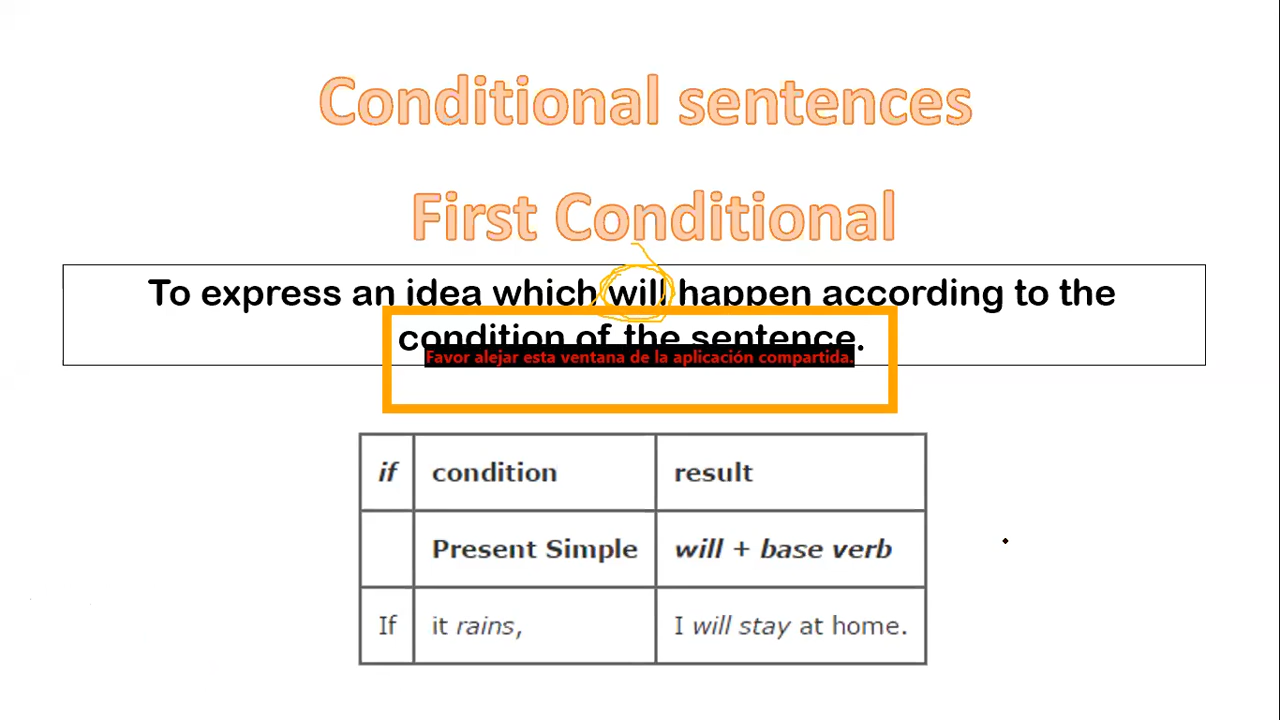 Conditional sentences
First Conditional
To express an idea which will happen according to the
condition of the sentence.
Favor alejar esta ventana de la aplicación compartida.
if condition result
Present Simple will + base verb
If it rains, I will stay at home.